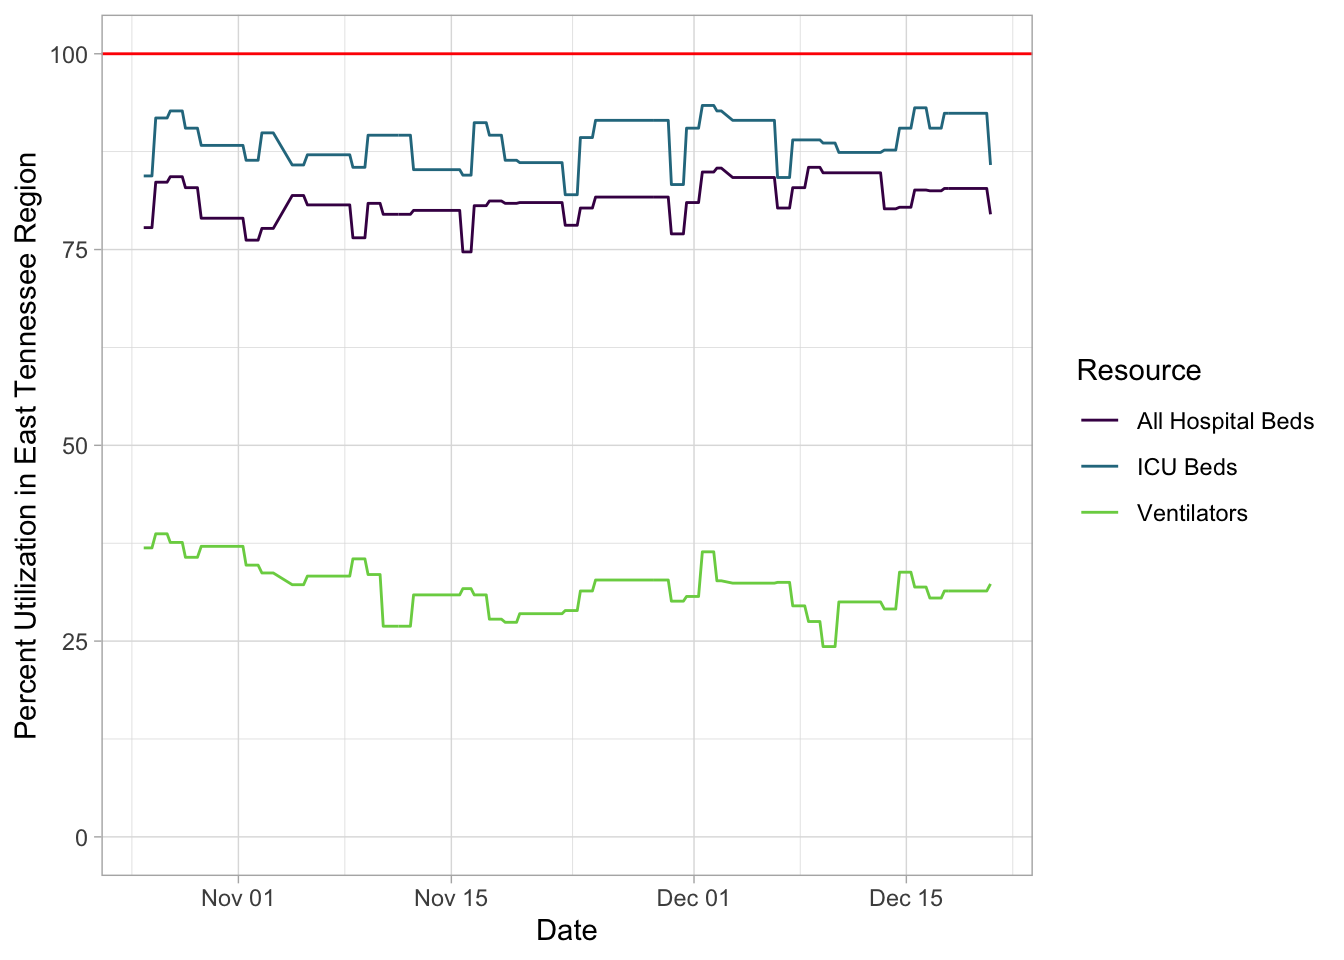 Percent Utilization in East Tennessee Region
100
75
50
25
0
Nov 01
Nov 15
Dec 01
Dec 15
Date
Resource
All Hospital Beds
ICU Beds
Ventilators